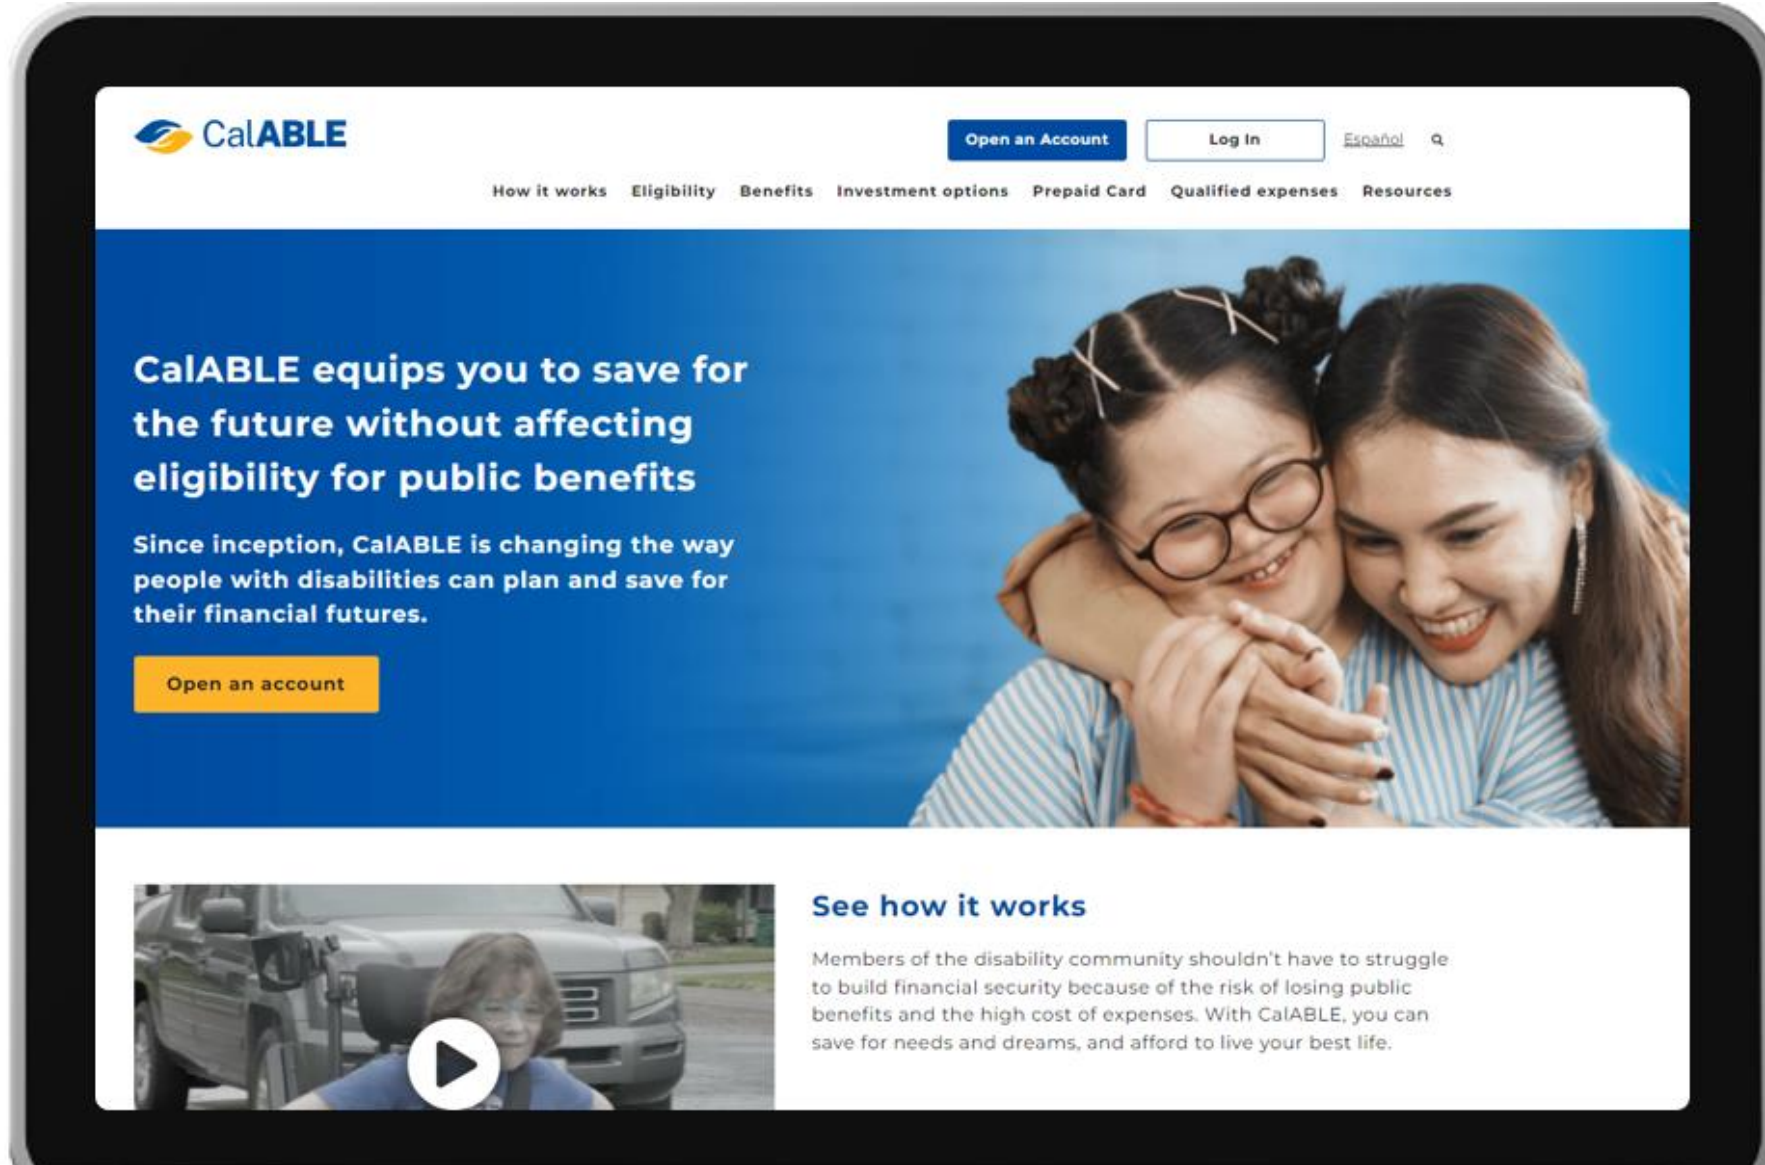 CalABLE
Open an Account
Log In
Español
How it works Eligibility Benefits Investment options Prepaid Card Qualified expenses Resources
CalABLE equips you to save for
the future without affecting
eligibility for public benefits
Since inception, CalABLE is changing the way
people with disabilities can plan and save for
their financial futures.
Open an account
See how it works
Members of the disability community shouldn't have to struggle
to build financial security because of the risk of losing public
benefits and the high cost of expenses. With CalABLE, you can
save for needs and dreams, and afford to live your best life.